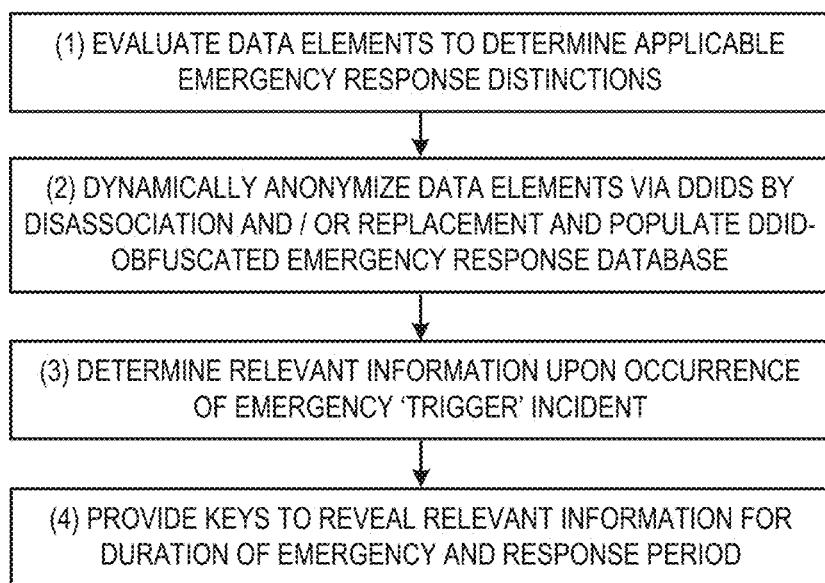 (1) EVALUATE DATA ELEMENTS TO DETERMINE APPLICABLE
EMERGENCY RESPONSE DISTINCTIONS
(2) DYNAMICALLY ANONYMIZE DATA ELEMENTS VIA DDIDS BY
DISASSOCIATION AND / OR REPLACEMENT AND POPULATE DDID-
OBFUSCATED EMERGENCY RESPONSE DATABASE
(3) DETERMINE RELEVANT INFORMATION UPON OCCURRENCE
OF EMERGENCY 'TRIGGER' INCIDENT
(4) PROVIDE KEYS TO REVEAL RELEVANT INFORMATION FOR
DURATION OF EMERGENCY AND RESPONSE PERIOD